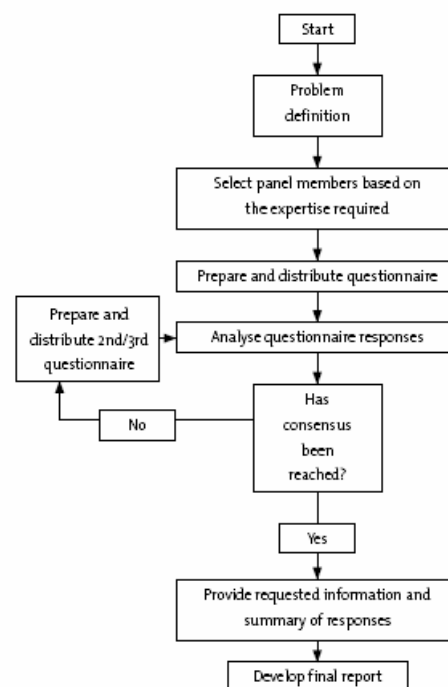 Start
Problem
definition
Select panel members based on
the expertise required
Prepare and distribute questionnaire
Prepare and
distribute 2nd/3rd
questionnaire
Analyse questionnaire responses
Has
consensus
been
reached?
No
Yes
Provide requested information and
summary of responses
Develop final report